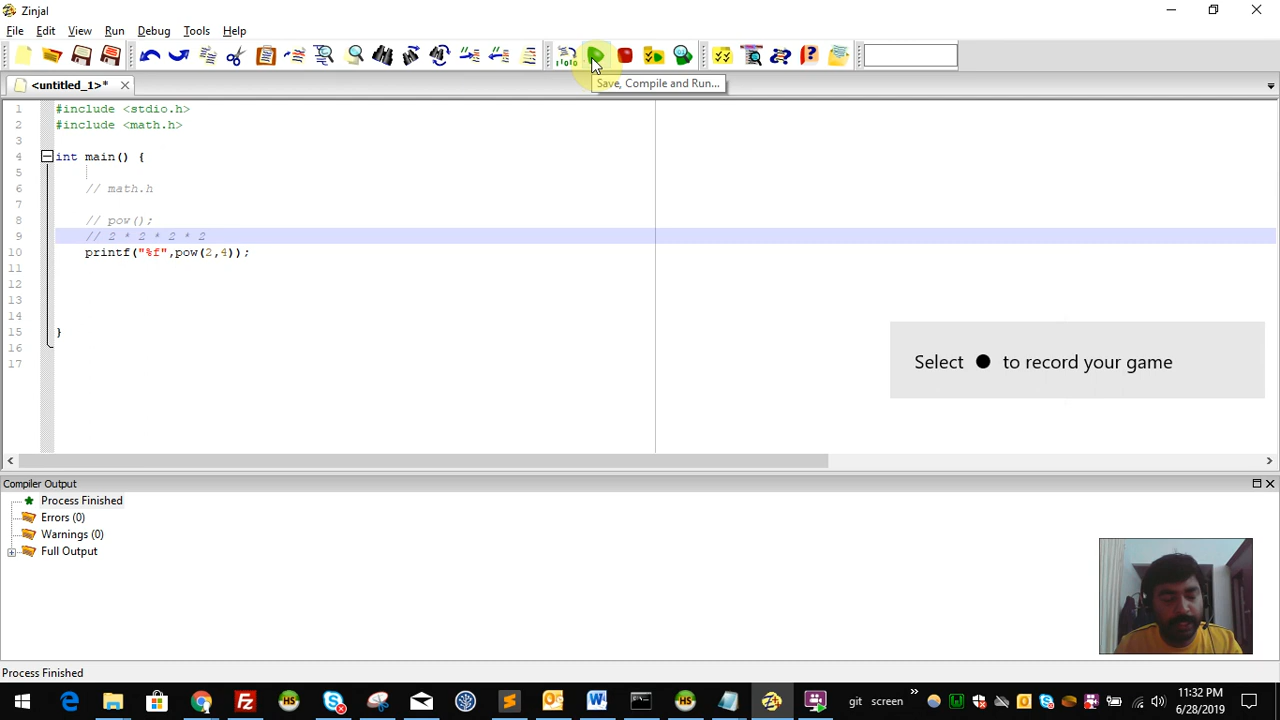 Zinjal
File Edit View Run Debug Tools Help
Save, Compile and Run...
<untitled_1>*
1 #include <stdio.h>
2 #include <math.h>
3
4 int main() {
5
6 // math.h
7
8 // pow();
9 // 2 * 2 * 2 * 2
10 printf("%f",pow(2,4));
11
12
13
14
15 }
16
17
Select ● to record your game
Compiler Output
Process Finished
Errors (0)
Warnings (0)
Full Output
Process Finished
git screen
11:32 PM
6/28/2019